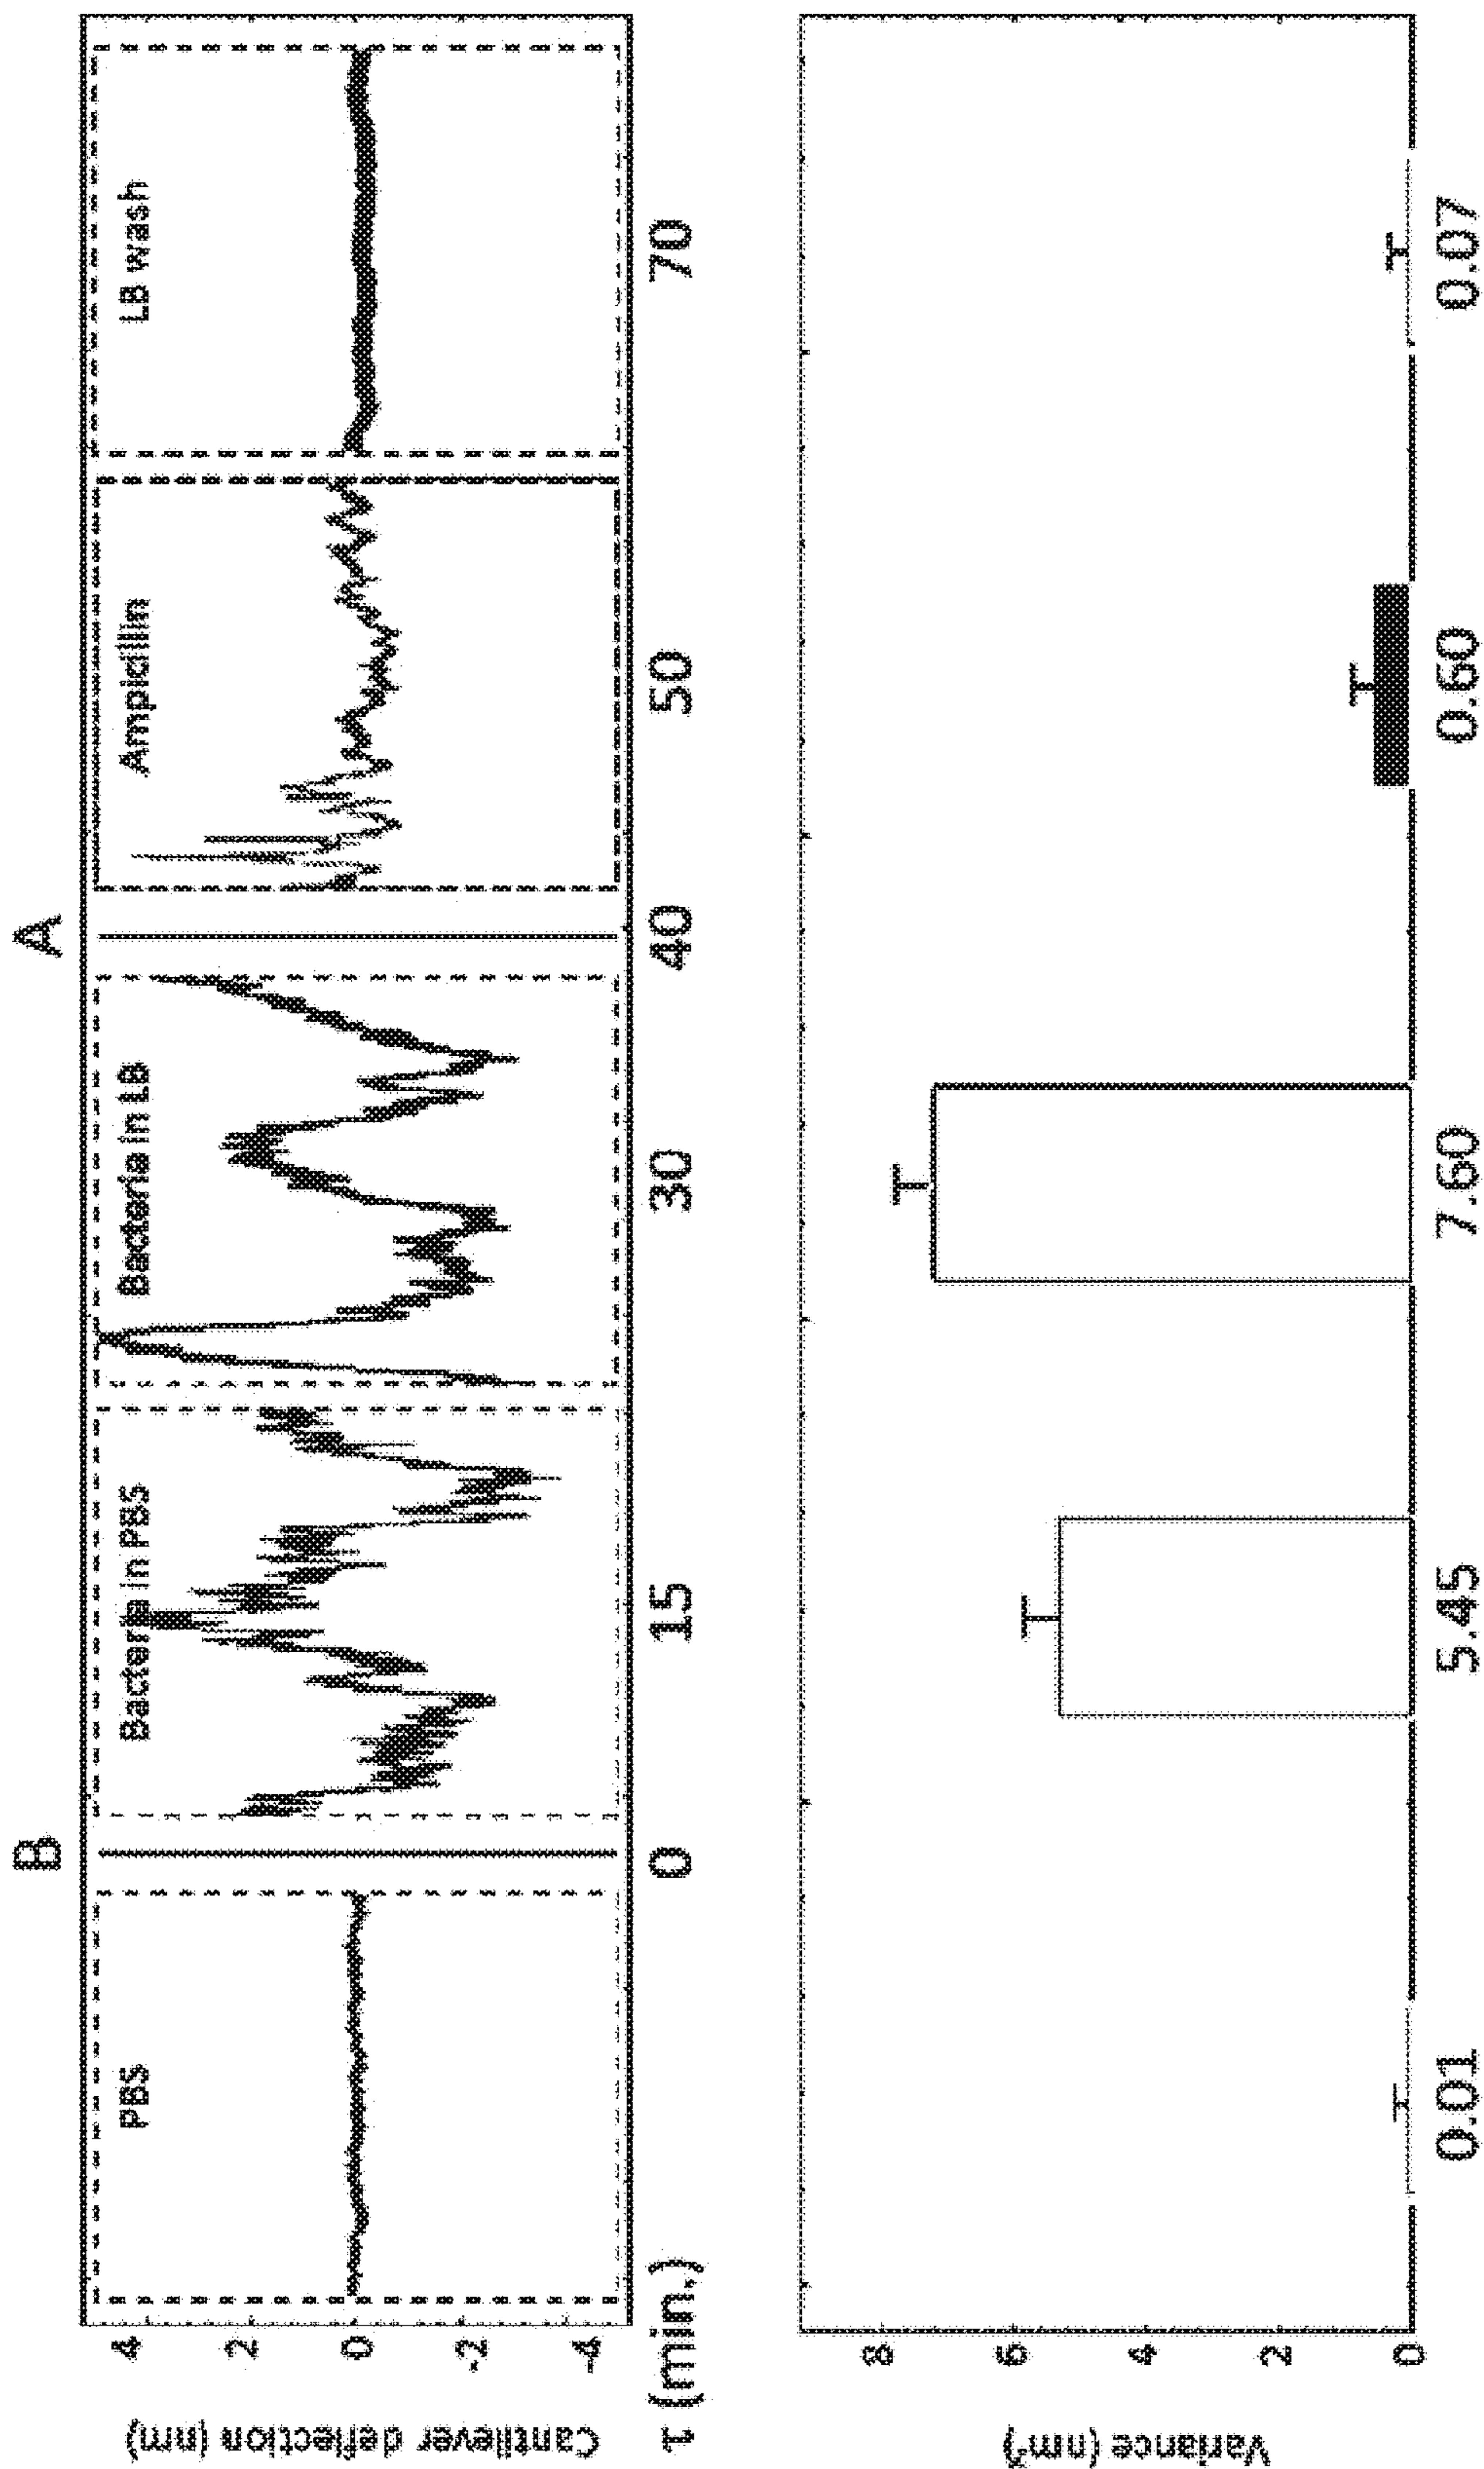 B
A
Cantilever deflection (nm)
4
2
0
-2
-4
PBS
Bacteria in PBS
Bacteria in LB
Ampicillin
LB wash
1 (min.)
0
15
30
40
50
70
Variance (nm²)
8
6
4
2
0
0.01
5.45
7.60
0.60
0.07